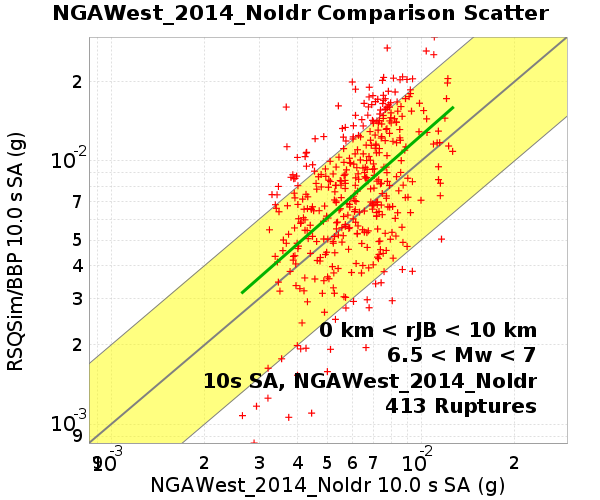 NGAWest_2014_NoIdr Comparison Scatter
RSQSim/BBP 10.0 s SA (g)
2
10-2
7
5
4
3
2
10-3
9
0 km < rJB < 10 km
6.5 < Mw < 7
10s SA, NGAWest_2014_NoIdr
413 Ruptures
9 10-3 2 3 4 5 6 7 10-2 2
NGAWest_2014_NoIdr 10.0 s SA (g)